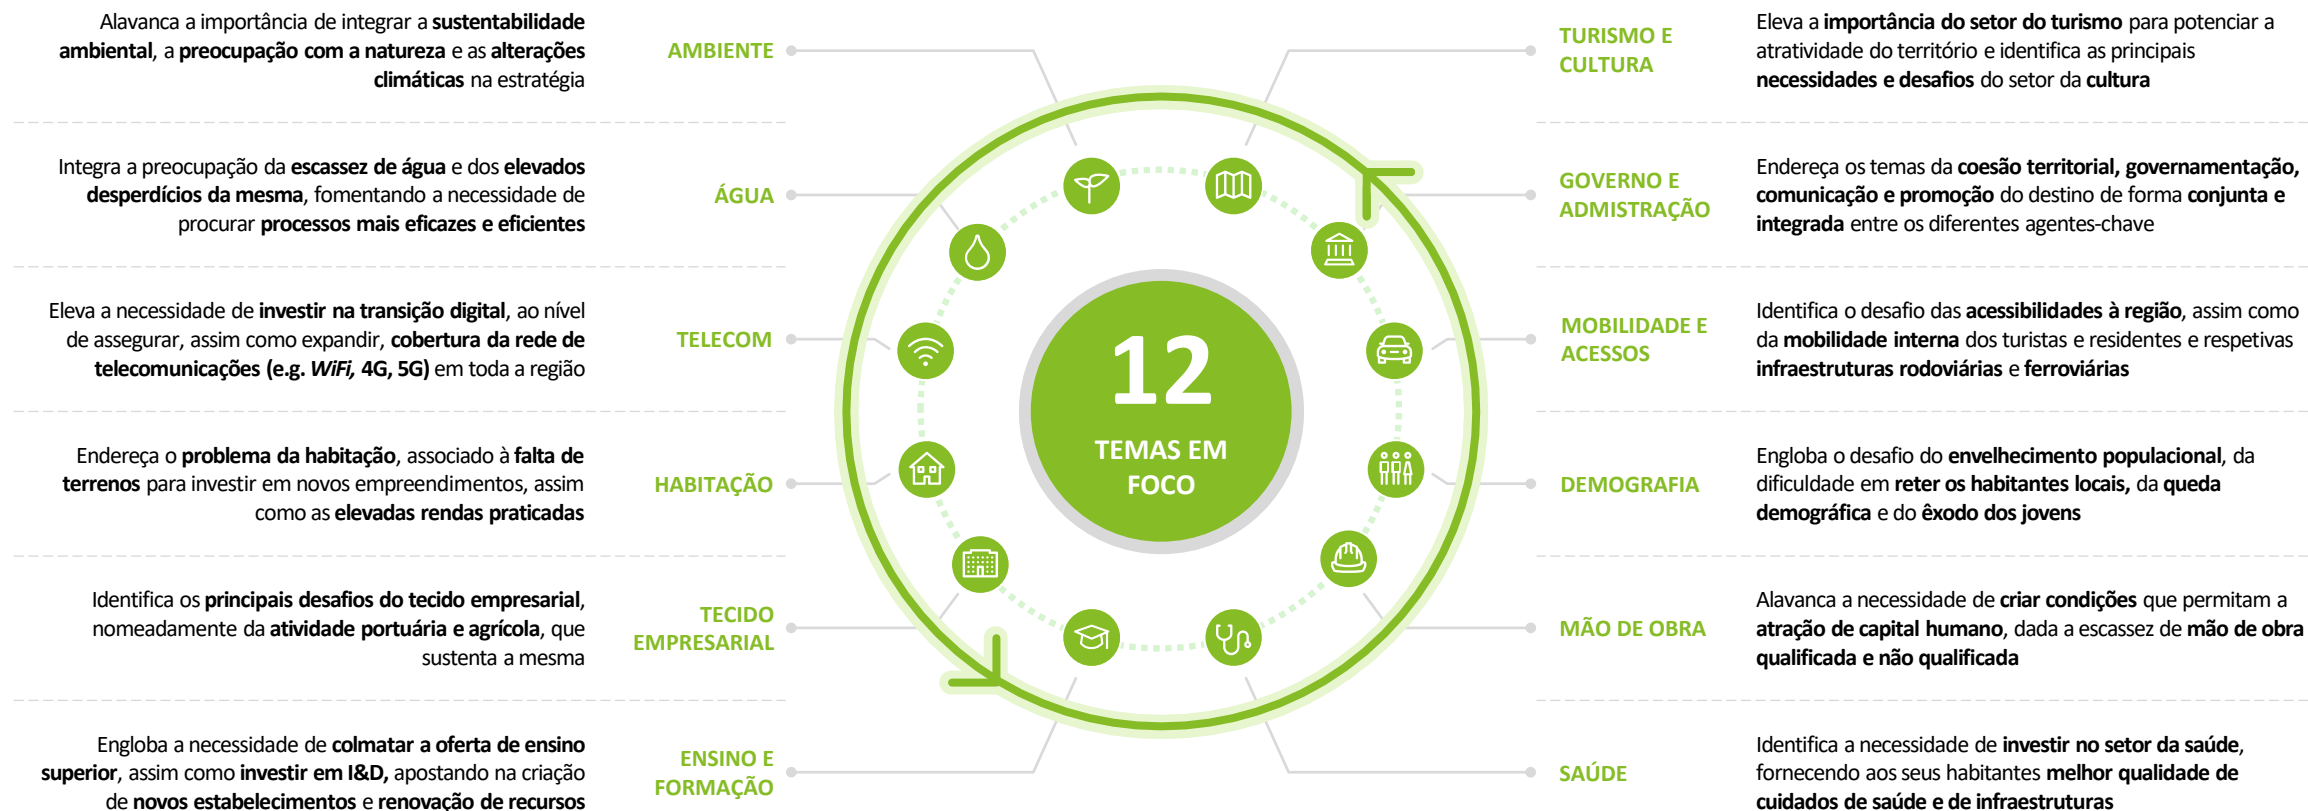 Alavanca a importância de integrar a sustentabilidade
ambiental, a preocupação com a natureza e as alterações
climáticas na estratégia
AMBIENTE
Integra a preocupação da escassez de água e dos elevados
desperdícios da mesma, fomentando a necessidade de
procurar processos mais eficazes e eficientes
ÁGUA
Eleva a necessidade de investir na transição digital, ao nível
de assegurar, assim como expandir, cobertura da rede de
telecomunicações (e.g. WiFi, 4G, 5G) em toda a região
TELECOM
Endereça o problema da habitação, associado à falta de
terrenos para investir em novos empreendimentos, assim
como as elevadas rendas praticadas
HABITAÇÃO
Identifica os principais desafios do tecido empresarial,
nomeadamente da atividade portuária e agrícola, que
sustenta a mesma
TECIDO
EMPRESARIAL
Engloba a necessidade de colmatar a oferta de ensino
superior, assim como investir em I&D, apostando na criação
de novos estabelecimentos e renovação de recursos
ENSINO E
FORMAÇÃO
12
TEMAS EM
FOCO
TURISMO E
CULTURA
Eleva a importância do setor do turismo para potenciar a
atratividade do território e identifica as principais
necessidades e desafios do setor da cultura
GOVERNO E
ADMISTRAÇÃO
Endereça os temas da coesão territorial, governamentação,
comunicação e promoção do destino de forma conjunta e
integrada entre os diferentes agentes-chave
MOBILIDADE E
ACESSOS
Identifica o desafio das acessibilidades à região, assim como
da mobilidade interna dos turistas e residentes e respetivas
infraestruturas rodoviárias e ferroviárias
DEMOGRAFIA
Engloba o desafio do envelhecimento populacional, da
dificuldade em reter os habitantes locais, da queda
demográfica e do êxodo dos jovens
MÃO DE OBRA
Alavanca a necessidade de criar condições que permitam a
atração de capital humano, dada a escassez de mão de obra
qualificada e não qualificada
SAÚDE
Identifica a necessidade de investir no setor da saúde,
fornecendo aos seus habitantes melhor qualidade de
cuidados de saúde e de infraestruturas